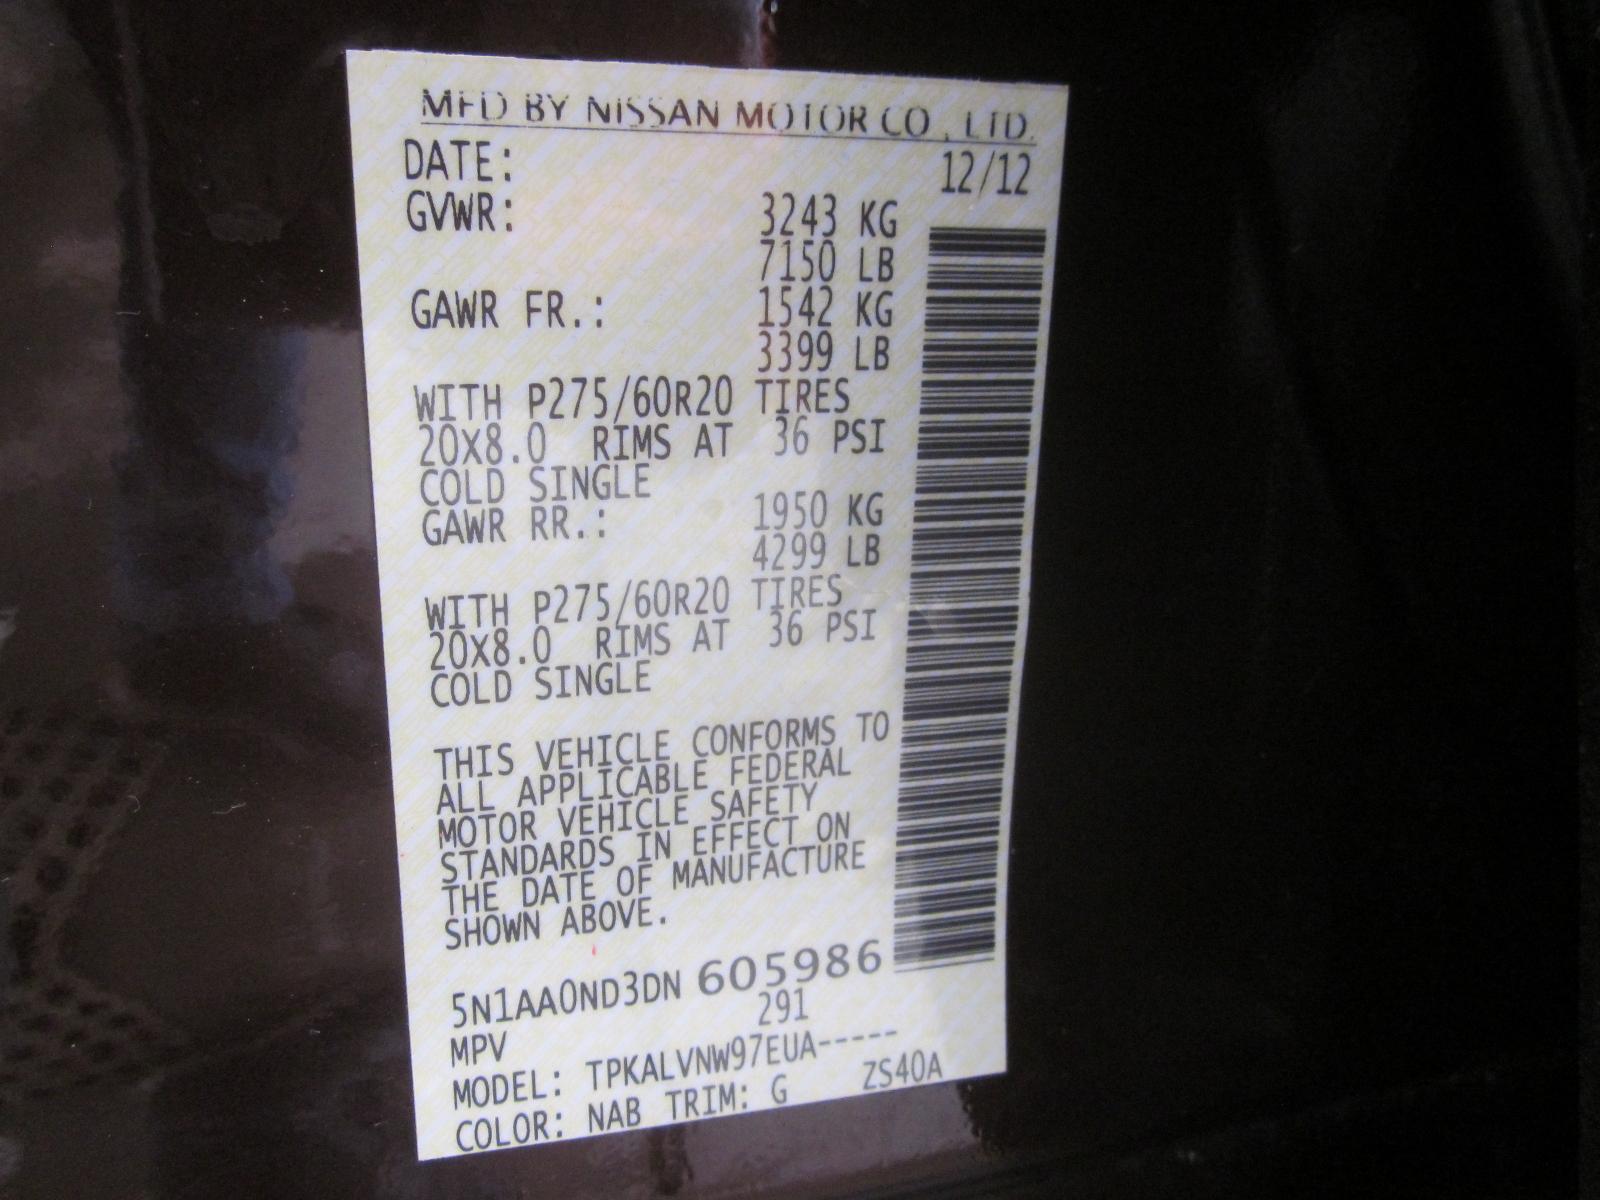 MFD BY NISSAN MOTOR CO., LTD.
DATE: 12/12
GVWR: 3243 KG
7150 LB
GAWR FR.: 1542 KG
3399 LB
WITH P275/60R20 TIRES
20X8.0 RIMS AT 36 PSI
COLD SINGLE
GAWR RR.: 1950 KG
4299 LB
WITH P275/60R20 TIRES
20X8.0 RIMS AT 36 PSI
COLD SINGLE
THIS VEHICLE CONFORMS TO
ALL APPLICABLE FEDERAL
MOTOR VEHICLE SAFETY
STANDARDS IN EFFECT ON
THE DATE OF MANUFACTURE
SHOWN ABOVE.
5N1AA0ND3DN 605986
MPV 291
MODEL: TPKALVNW97EUA-----
COLOR: NAB TRIM: G ZS40A